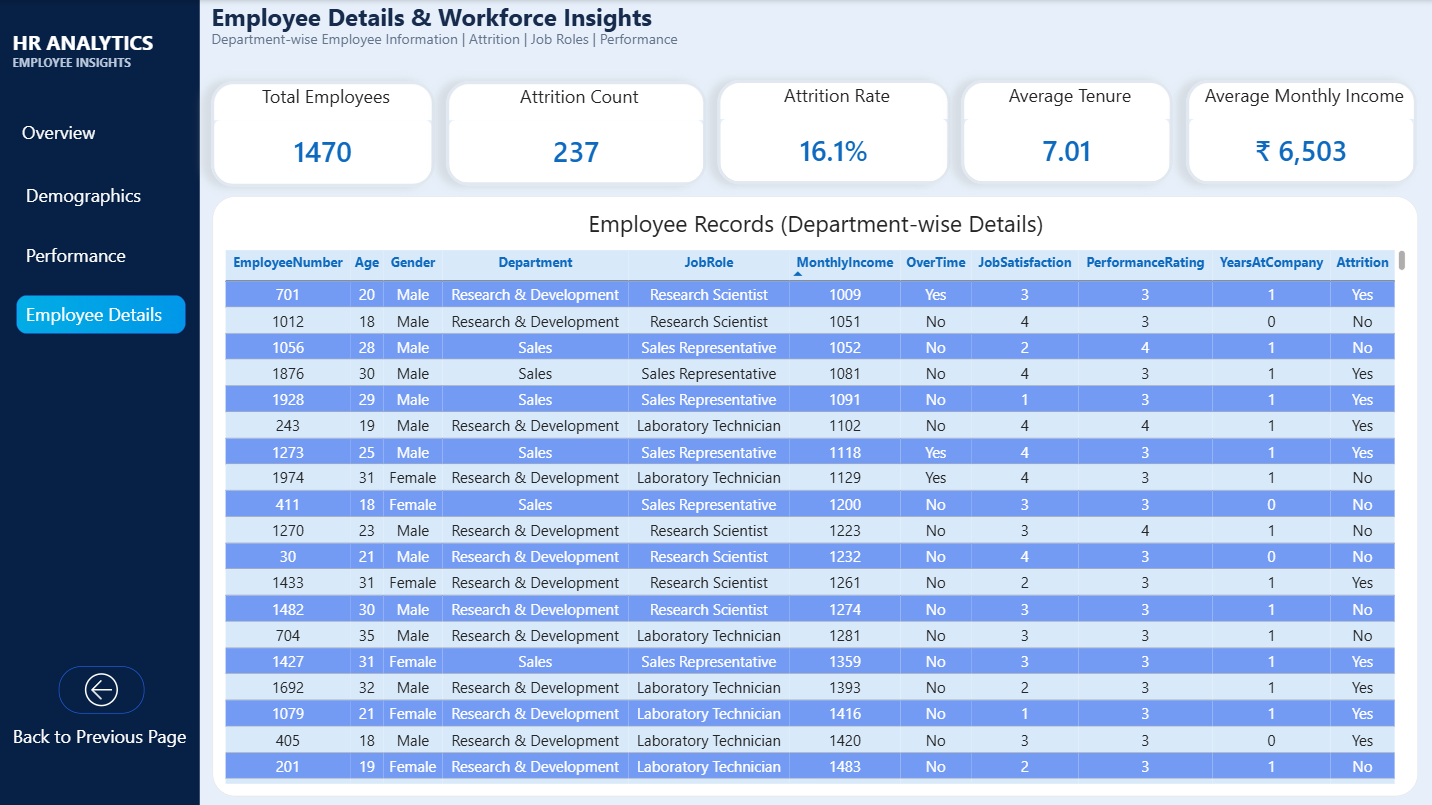 HR ANALYTICS
EMPLOYEE INSIGHTS
Overview
Demographics
Performance
Employee Details
Back to Previous Page
Employee Details & Workforce Insights
Department-wise Employee Information | Attrition | Job Roles | Performance
Total Employees
1470
Attrition Count
237
Attrition Rate
16.1%
Average Tenure
7.01
Average Monthly Income
₹ 6,503
Employee Records (Department-wise Details)
EmployeeNumber Age Gender Department JobRole MonthlyIncome OverTime JobSatisfaction PerformanceRating YearsAtCompany Attrition
701 20 Male Research & Development Research Scientist 1009 Yes 3 3 1 Yes
1012 18 Male Research & Development Research Scientist 1051 No 4 3 0 No
1056 28 Male Sales Sales Representative 1052 No 2 4 1 No
1876 30 Male Sales Sales Representative 1081 No 4 3 1 Yes
1928 29 Male Sales Sales Representative 1091 No 1 3 1 Yes
243 19 Male Research & Development Laboratory Technician 1102 No 4 4 1 Yes
1273 25 Male Sales Sales Representative 1118 Yes 4 3 1 Yes
1974 31 Female Research & Development Laboratory Technician 1129 Yes 4 3 1 No
411 18 Female Sales Sales Representative 1200 No 3 3 0 No
1270 23 Male Research & Development Research Scientist 1223 No 3 4 1 No
30 21 Male Research & Development Research Scientist 1232 No 4 3 0 No
1433 31 Female Research & Development Research Scientist 1261 No 2 3 1 Yes
1482 30 Male Research & Development Research Scientist 1274 No 3 3 1 No
704 35 Male Research & Development Laboratory Technician 1281 No 3 3 1 No
1427 31 Female Sales Sales Representative 1359 No 3 3 1 Yes
1692 32 Male Research & Development Laboratory Technician 1393 No 2 3 1 Yes
1079 21 Female Research & Development Laboratory Technician 1416 No 1 3 1 Yes
405 18 Male Research & Development Laboratory Technician 1420 No 3 3 0 Yes
201 19 Female Research & Development Laboratory Technician 1483 No 2 3 1 No